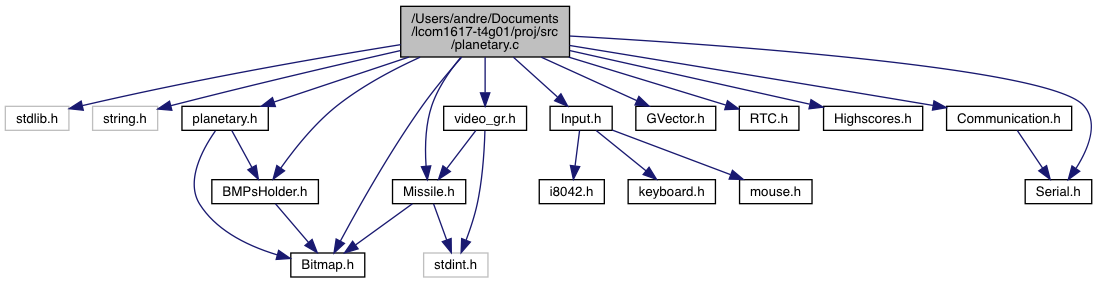 /Users/andre/Documents
/lcom1617-t4g01/proj/src
/planetary.c
stdlib.h
string.h
planetary.h
video_gr.h
Input.h
GVector.h
RTC.h
Highscores.h
Communication.h
BMPsHolder.h
Missile.h
i8042.h
keyboard.h
mouse.h
Serial.h
Bitmap.h
stdint.h